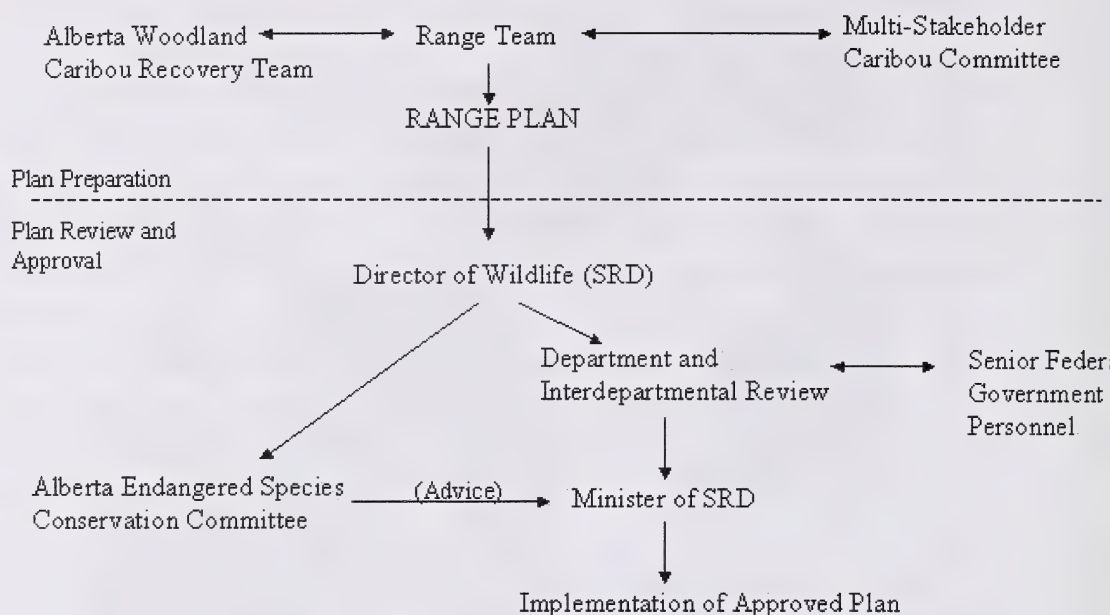 Alberta Woodland
Caribou Recovery Team
Range Team
Multi-Stakeholder
Caribou Committee
RANGE PLAN
Plan Preparation
Plan Review and
Approval
Director of Wildlife (SRD)
Department and
Interdepartmental Review
Senior Federa
Government
Personnel
Alberta Endangered Species
Conservation Committee
(Advice)
Minister of SRD
Implementation of Approved Plan